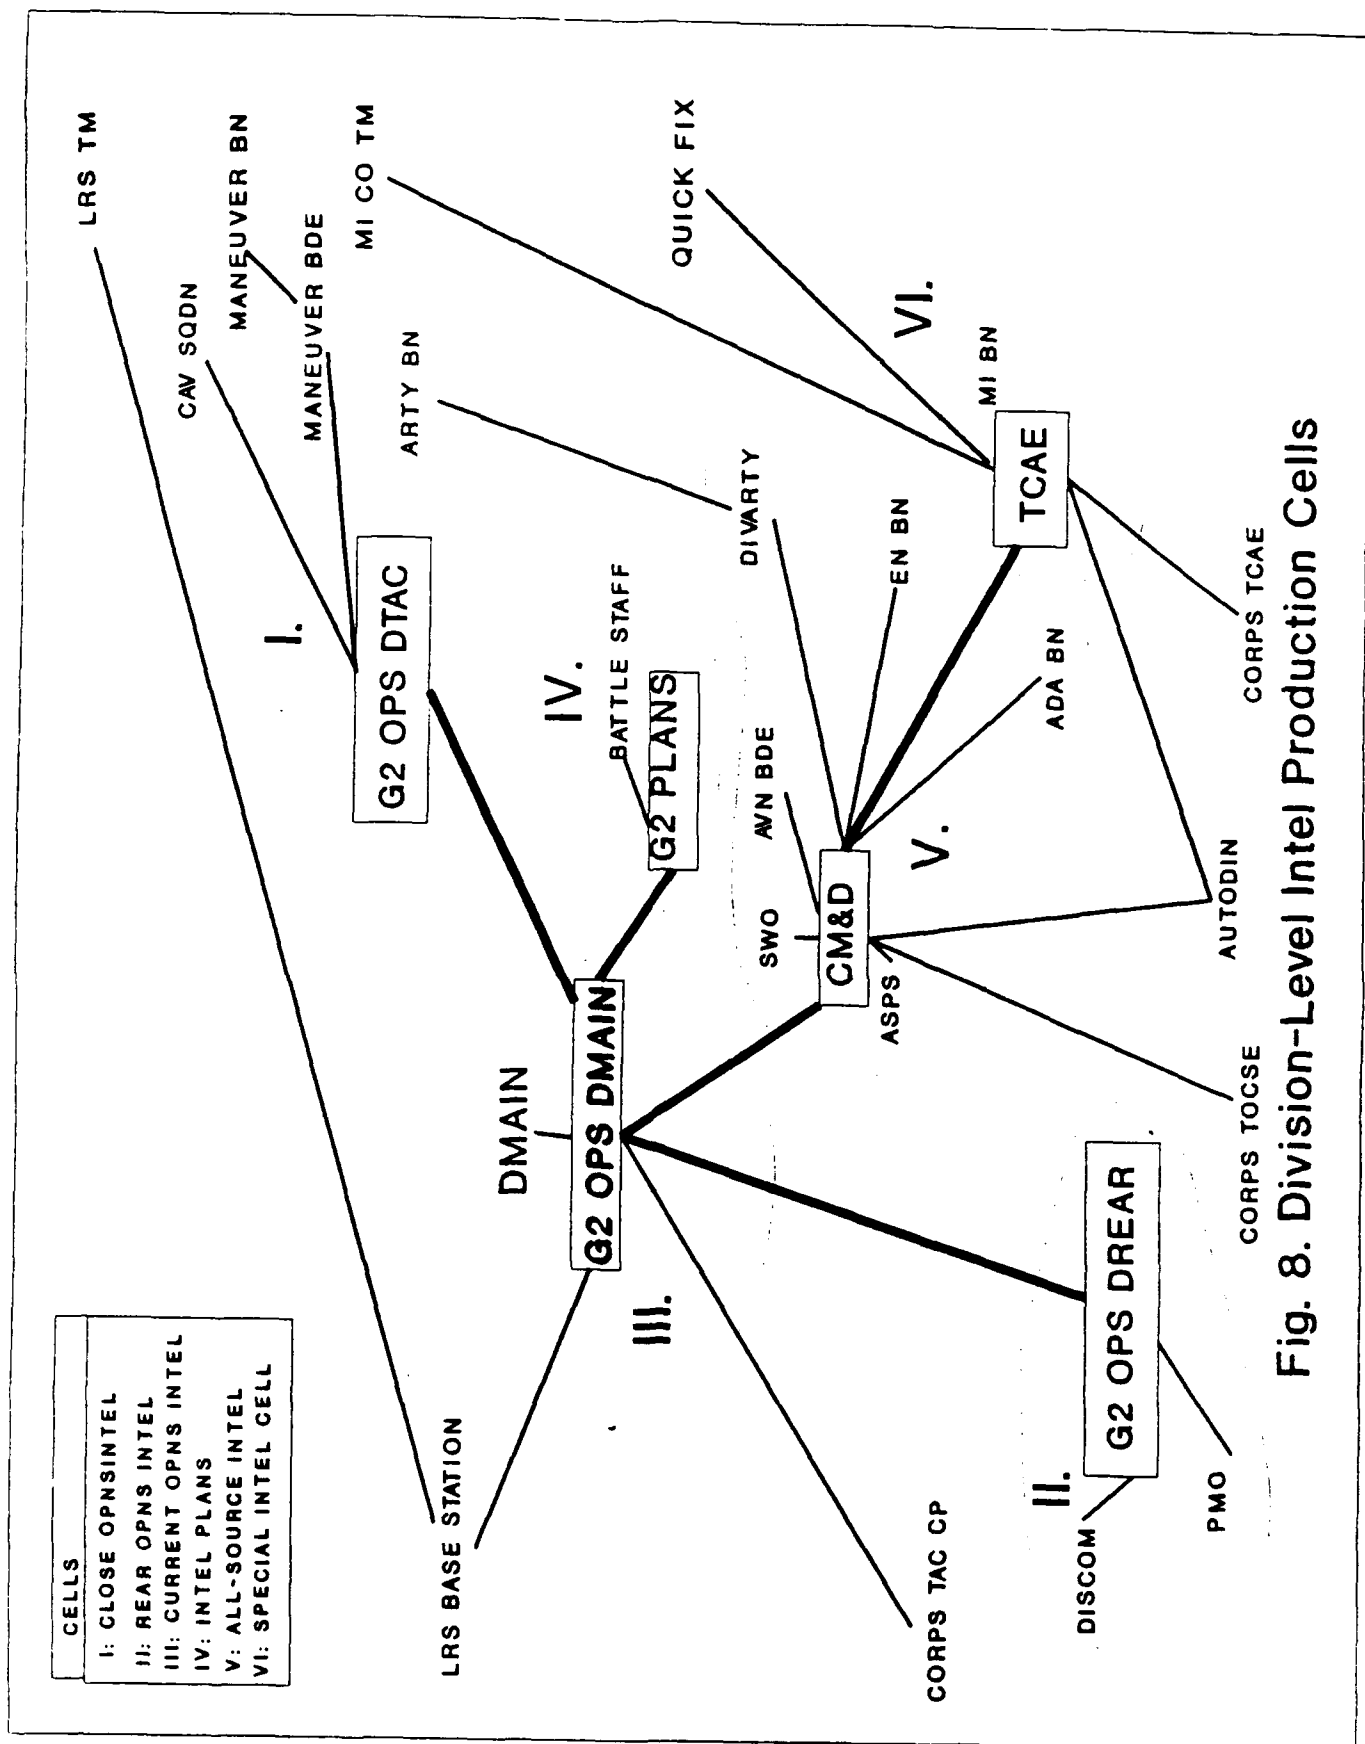 CELLS
I: CLOSE OPNSINTEL
II: REAR OPNS INTEL
III: CURRENT OPNS INTEL
IV: INTEL PLANS
V: ALL-SOURCE INTEL
VI: SPECIAL INTEL CELL
LRS TM
CAV SQDN
MANEUVER BN
MANEUVER BDE
MI CO TM
ARTY BN
I.
G2 OPS DTAC
LRS BASE STATION
DMAIN
G2 OPS DMAIN
III.
IV.
BATTLE STAFF
G2 PLANS
QUICK FIX
DIVARTY
AVN BDE
SWO
CM&D
V.
ASPS
EN BN
ADA BN
VI.
MI BN
TCAE
CORPS TAC CP
II.
G2 OPS DREAR
DISCOM
PMO
CORPS TOCSE
AUTODIN
CORPS TCAE
Fig. 8. Division-Level Intel Production Cells